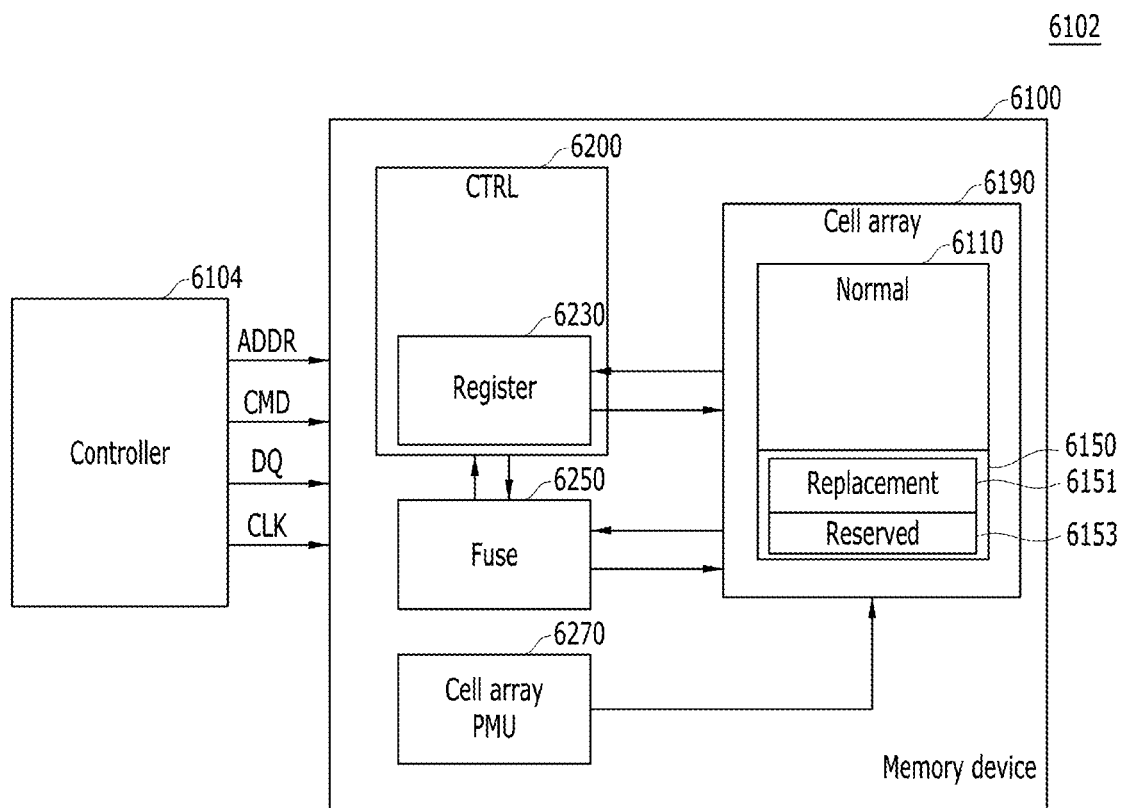 6102
6100
6200
CTRL
6190
Cell array
6110
Normal
6104
Controller
ADDR
CMD
DQ
CLK
6230
Register
6250
Fuse
6150
Replacement
6151
Reserved
6153
6270
Cell array
PMU
Memory device